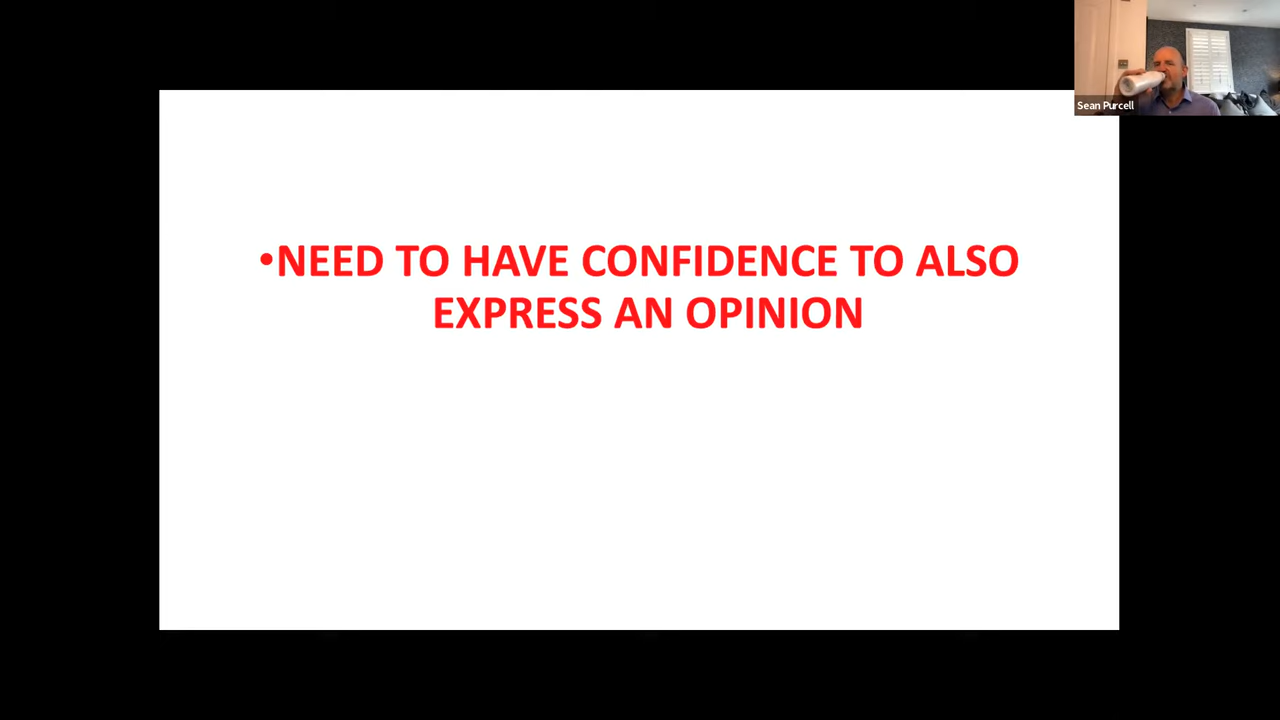 Sean Purcell
•NEED TO HAVE CONFIDENCE TO ALSO
EXPRESS AN OPINION